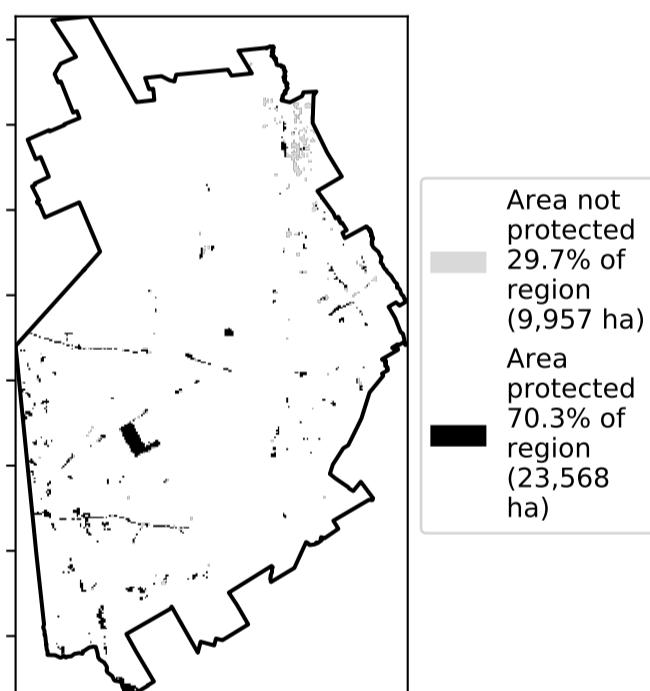 Area not
protected
29.7% of
region
(9,957 ha)
Area
protected
70.3% of
region
(23,568
ha)